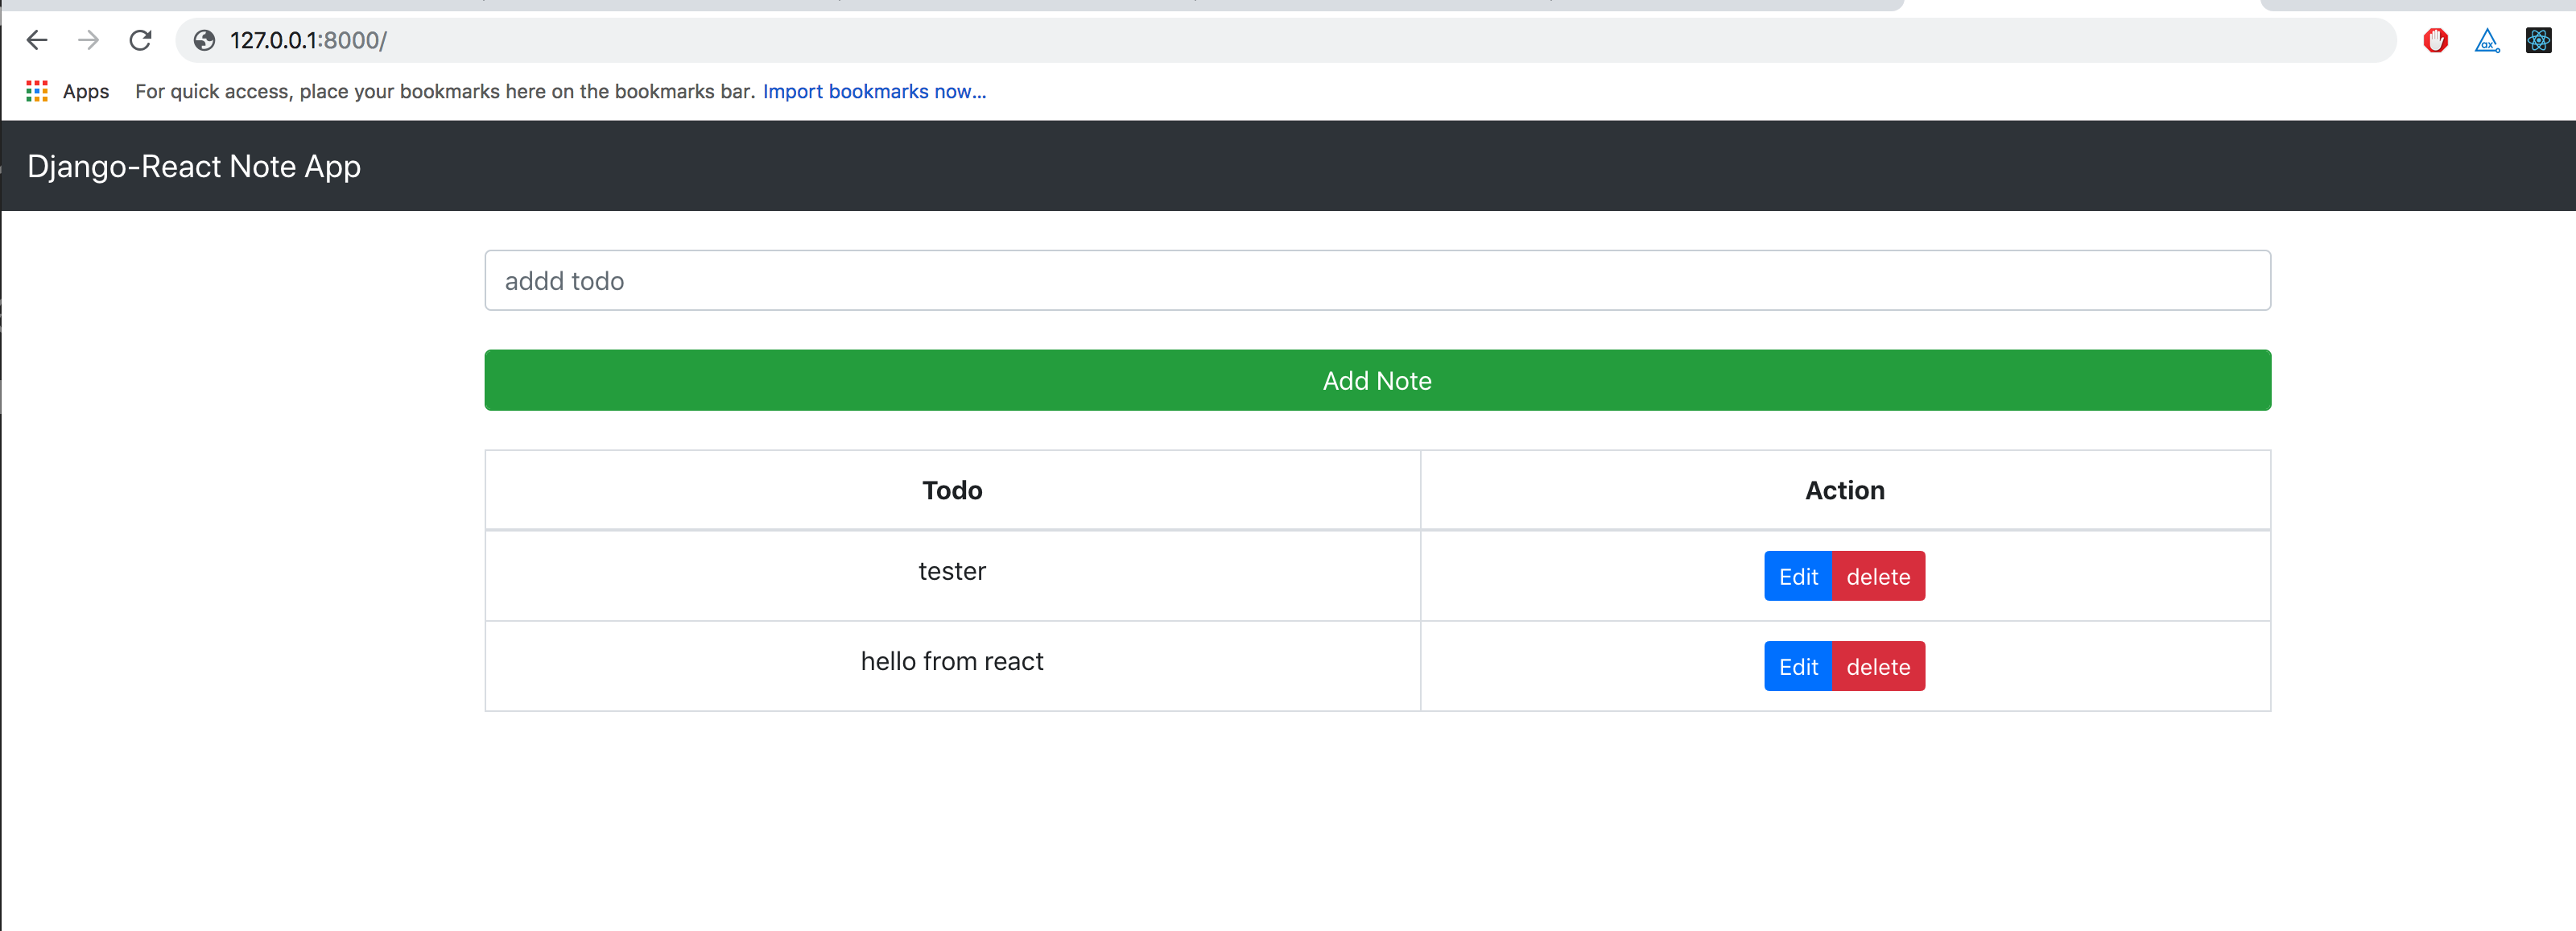 127.0.0.1:8000/
Apps For quick access, place your bookmarks here on the bookmarks bar. Import bookmarks now...
Django-React Note App
addd todo
Add Note
Todo Action
tester Edit delete
hello from react Edit delete